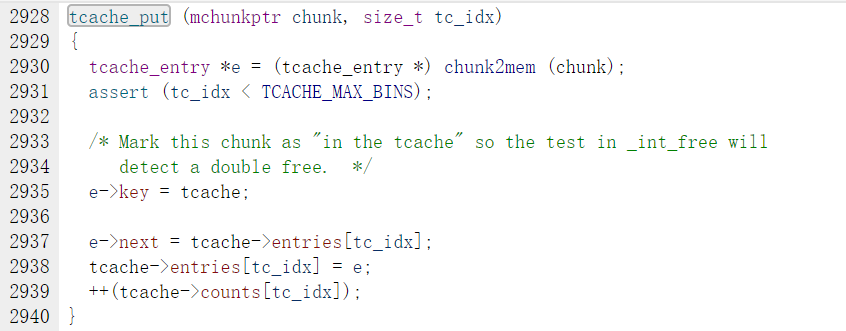 2928 tcache_put (mchunkptr chunk, size_t tc_idx)
2929 {
2930   tcache_entry *e = (tcache_entry *) chunk2mem (chunk);
2931   assert (tc_idx < TCACHE_MAX_BINS);
2932
2933   /* Mark this chunk as "in the tcache" so the test in _int_free will
2934      detect a double free.  */
2935   e->key = tcache;
2936
2937   e->next = tcache->entries[tc_idx];
2938   tcache->entries[tc_idx] = e;
2939   ++(tcache->counts[tc_idx]);
2940 }